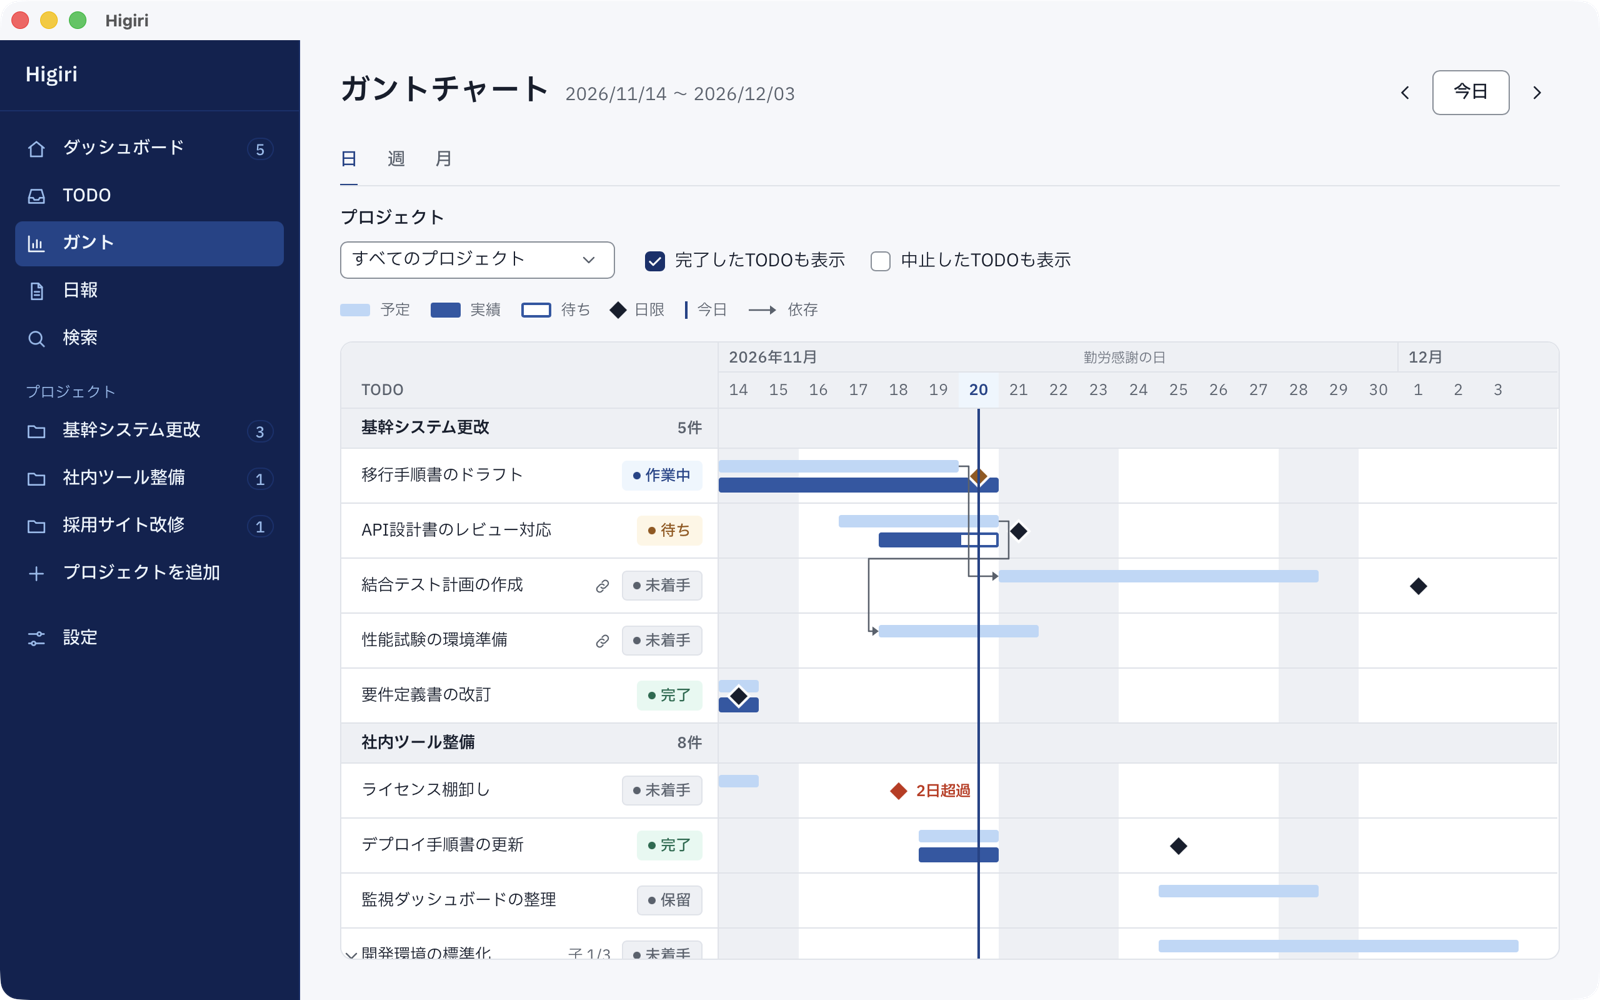 Higiri
Higiri
ダッシュボード 5
TODO
ガント
日報
検索
プロジェクト
基幹システム更改 3
社内ツール整備 1
採用サイト改修 1
プロジェクトを追加
設定
ガントチャート 2026/11/14 〜 2026/12/03
今日
日 週 月
プロジェクト
すべてのプロジェクト 完了したTODOも表示 中止したTODOも表示
予定 実績 待ち 日限 今日 依存
2026年11月 勤労感謝の日 12月
TODO 14 15 16 17 18 19 20 21 22 23 24 25 26 27 28 29 30 1 2 3
基幹システム更改 5件
移行手順書のドラフト 作業中
API設計書のレビュー対応 待ち
結合テスト計画の作成 未着手
性能試験の環境準備 未着手
要件定義書の改訂 完了
社内ツール整備 8件
ライセンス棚卸し 未着手 2日超過
デプロイ手順書の更新 完了
監視ダッシュボードの整理 保留
開発環境の標準化 子 1/3 未着手